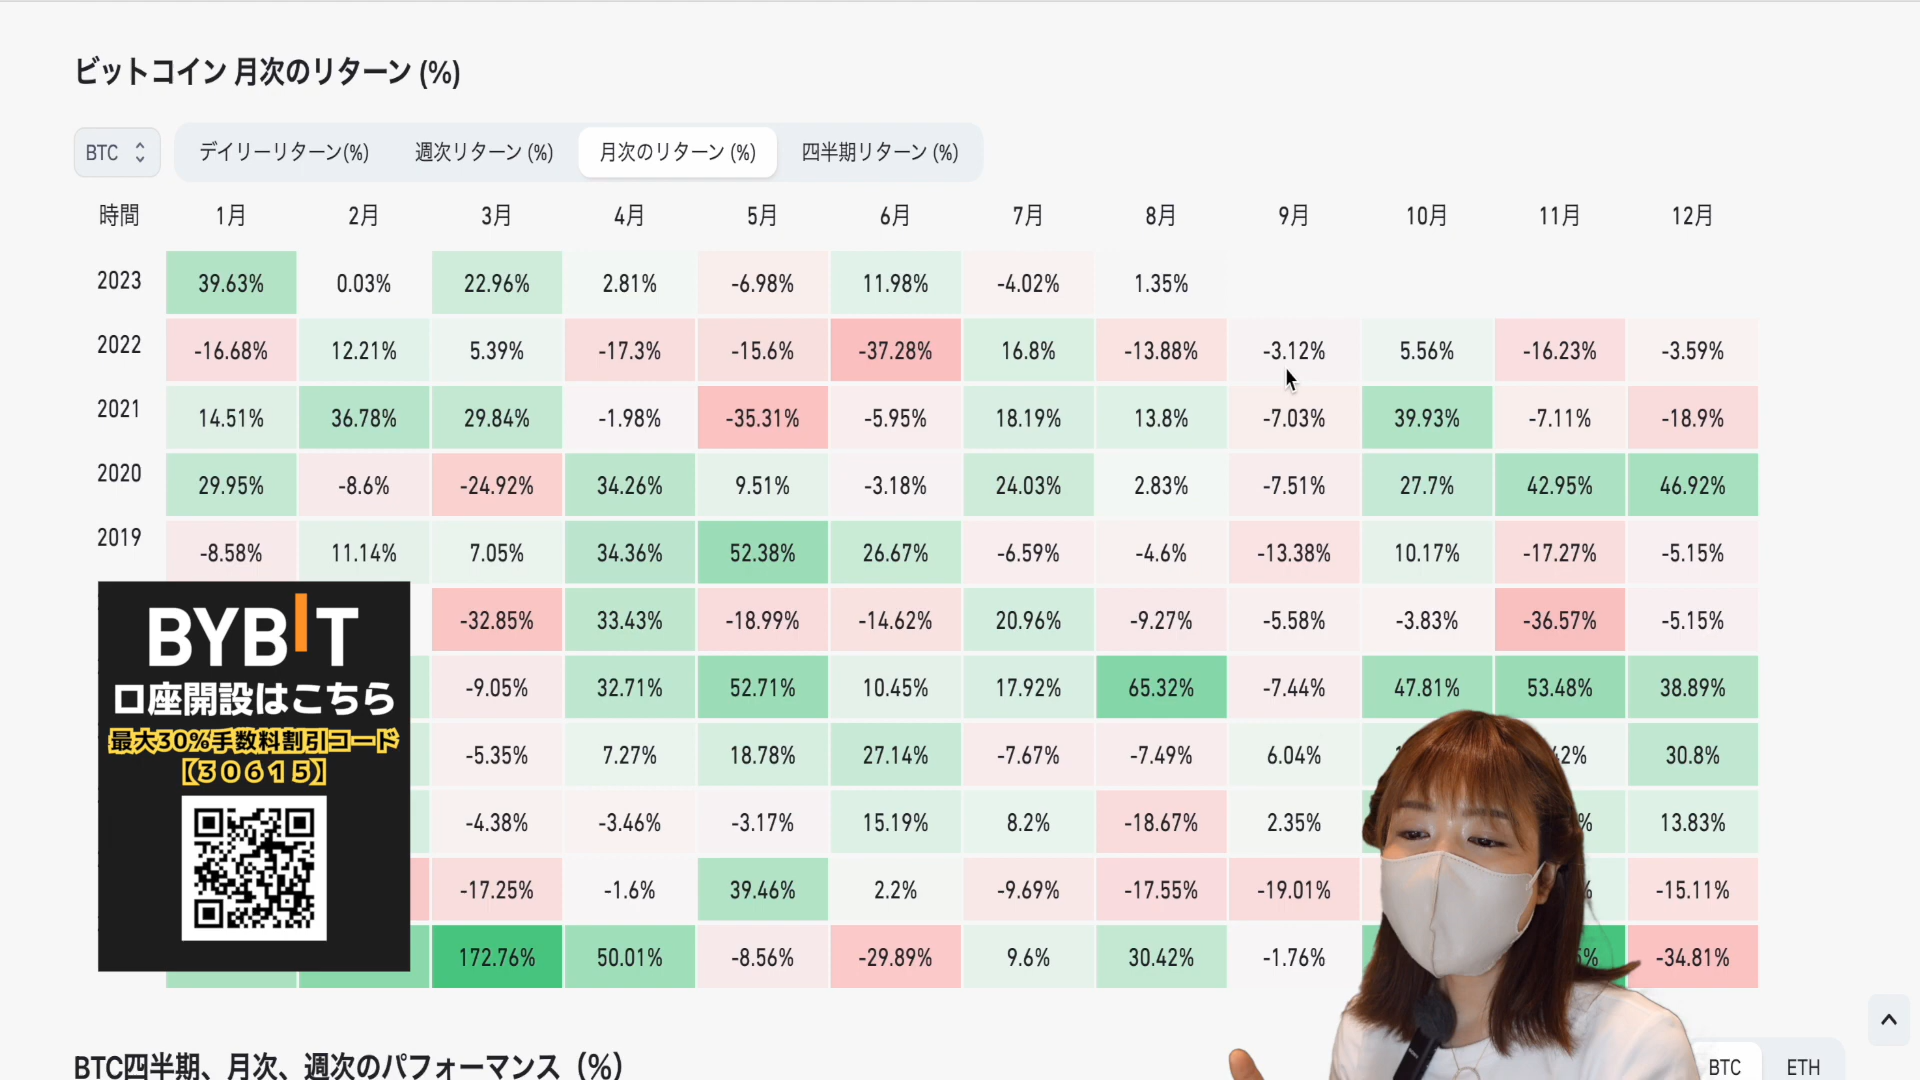 ビットコイン 月次のリターン (%)
BTC デイリーリターン(%) 週次リターン (%) 月次のリターン (%) 四半期リターン (%)
時間 1月 2月 3月 4月 5月 6月 7月 8月 9月 10月 11月 12月
2023 39.63% 0.03% 22.96% 2.81% -6.98% 11.98% -4.02% 1.35%
2022 -16.68% 12.21% 5.39% -17.3% -15.6% -37.28% 16.8% -13.88% -3.12% 5.56% -16.23% -3.59%
2021 14.51% 36.78% 29.84% -1.98% -35.31% -5.95% 18.19% 13.8% -7.03% 39.93% -7.11% -18.9%
2020 29.95% -8.6% -24.92% 34.26% 9.51% -3.18% 24.03% 2.83% -7.51% 27.7% 42.95% 46.92%
2019 -8.58% 11.14% 7.05% 34.36% 52.38% 26.67% -6.59% -4.6% -13.38% 10.17% -17.27% -5.15%
-32.85% 33.43% -18.99% -14.62% 20.96% -9.27% -5.58% -3.83% -36.57% -5.15%
-9.05% 32.71% 52.71% 10.45% 17.92% 65.32% -7.44% 47.81% 53.48% 38.89%
-5.35% 7.27% 18.78% 27.14% -7.67% -7.49% 6.04% 30.8%
-4.38% -3.46% -3.17% 15.19% 8.2% -18.67% 2.35% 13.83%
-17.25% -1.6% 39.46% 2.2% -9.69% -17.55% -19.01% -15.11%
172.76% 50.01% -8.56% -29.89% 9.6% 30.42% -1.76% -34.81%
BYBIT
口座開設はこちら
最大30%手数料割引コード
【30615】
BTC四半期、月次、週次のパフォーマンス（%）
BTC ETH